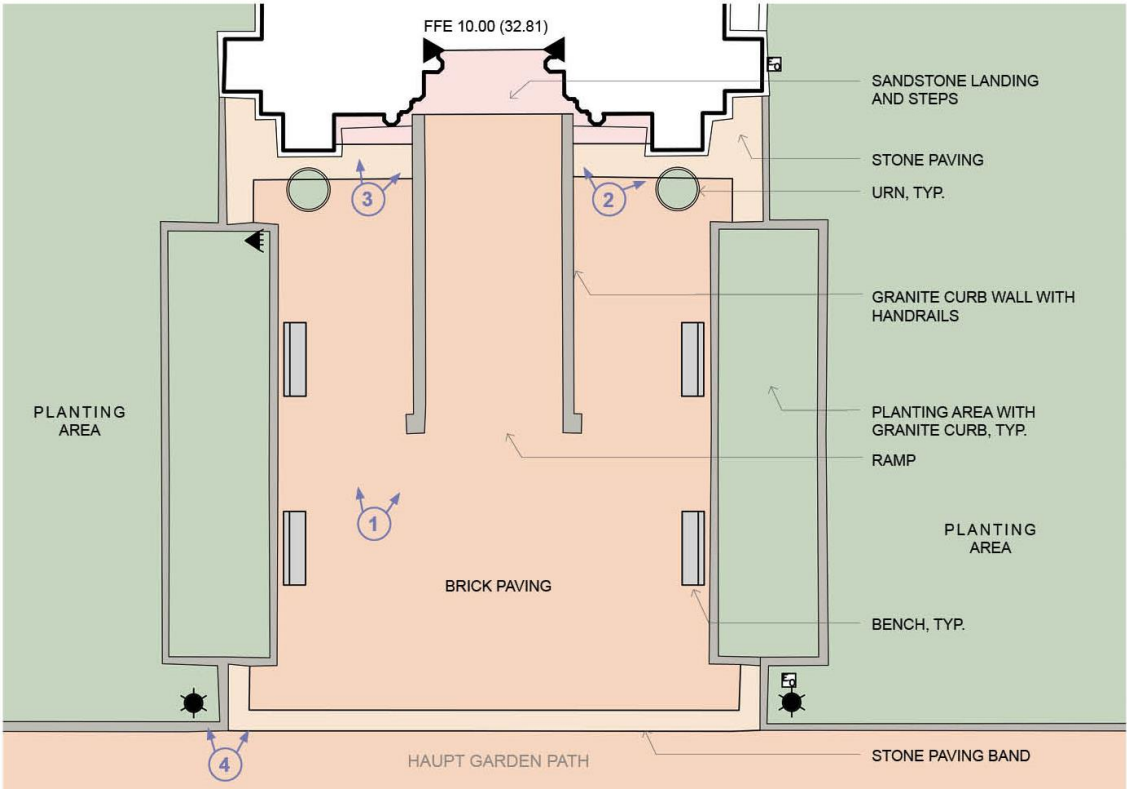 FFE 10.00 (32.81)
SANDSTONE LANDING
AND STEPS
STONE PAVING
URN, TYP.
3
2
GRANITE CURB WALL WITH
HANDRAILS
PLANTING
AREA
PLANTING AREA WITH
GRANITE CURB, TYP.
RAMP
1
PLANTING
AREA
BRICK PAVING
BENCH, TYP.
4
HAUPT GARDEN PATH
STONE PAVING BAND